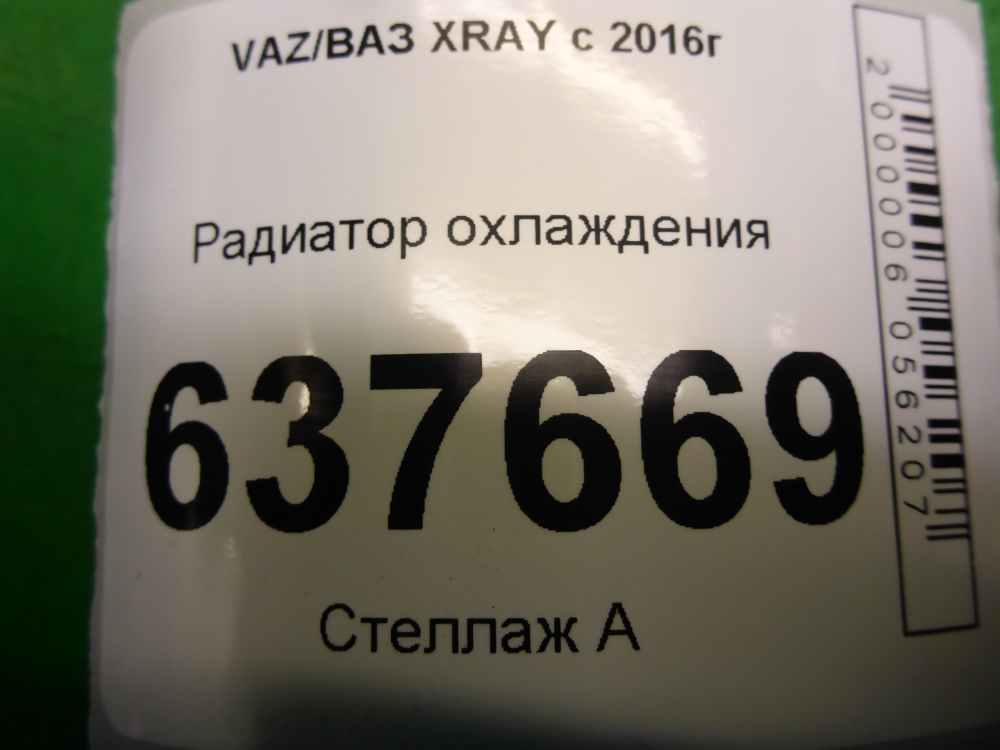 VAZ/ВАЗ XRAY с 2016г
Радиатор охлаждения
637669
Стеллаж А
2000006056207